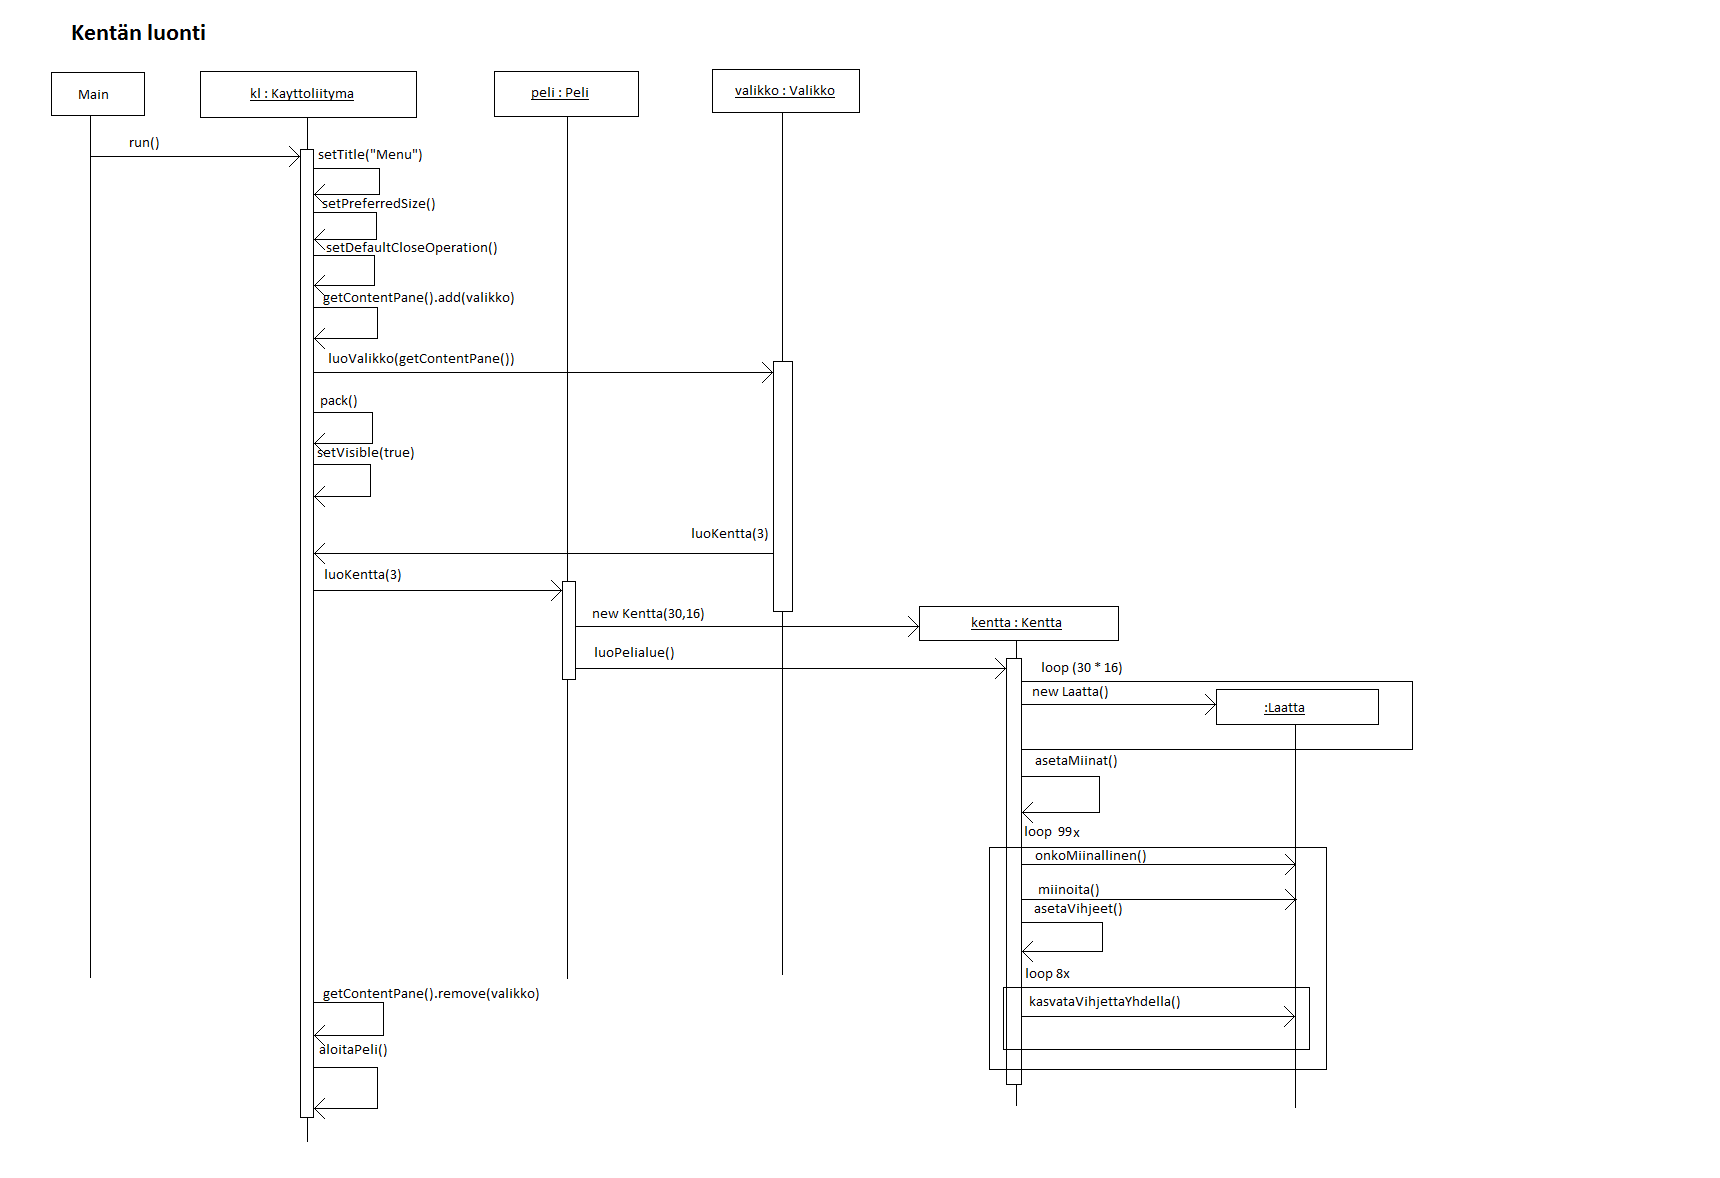 Kentän luonti
Main
kl : Kayttoliityma
peli : Peli
valikko : Valikko
run()
setTitle("Menu")
setPreferredSize()
setDefaultCloseOperation()
getContentPane().add(valikko)
luoValikko(getContentPane())
pack()
setVisible(true)
luoKentta(3)
luoKentta(3)
new Kentta(30,16)
kentta : Kentta
luoPelialue()
loop (30 * 16)
new Laatta()
:Laatta
asetaMiinat()
loop 99x
onkoMiinallinen()
miinoita()
asetaVihjeet()
loop 8x
kasvataVihjettaYhdella()
getContentPane().remove(valikko)
aloitaPeli()